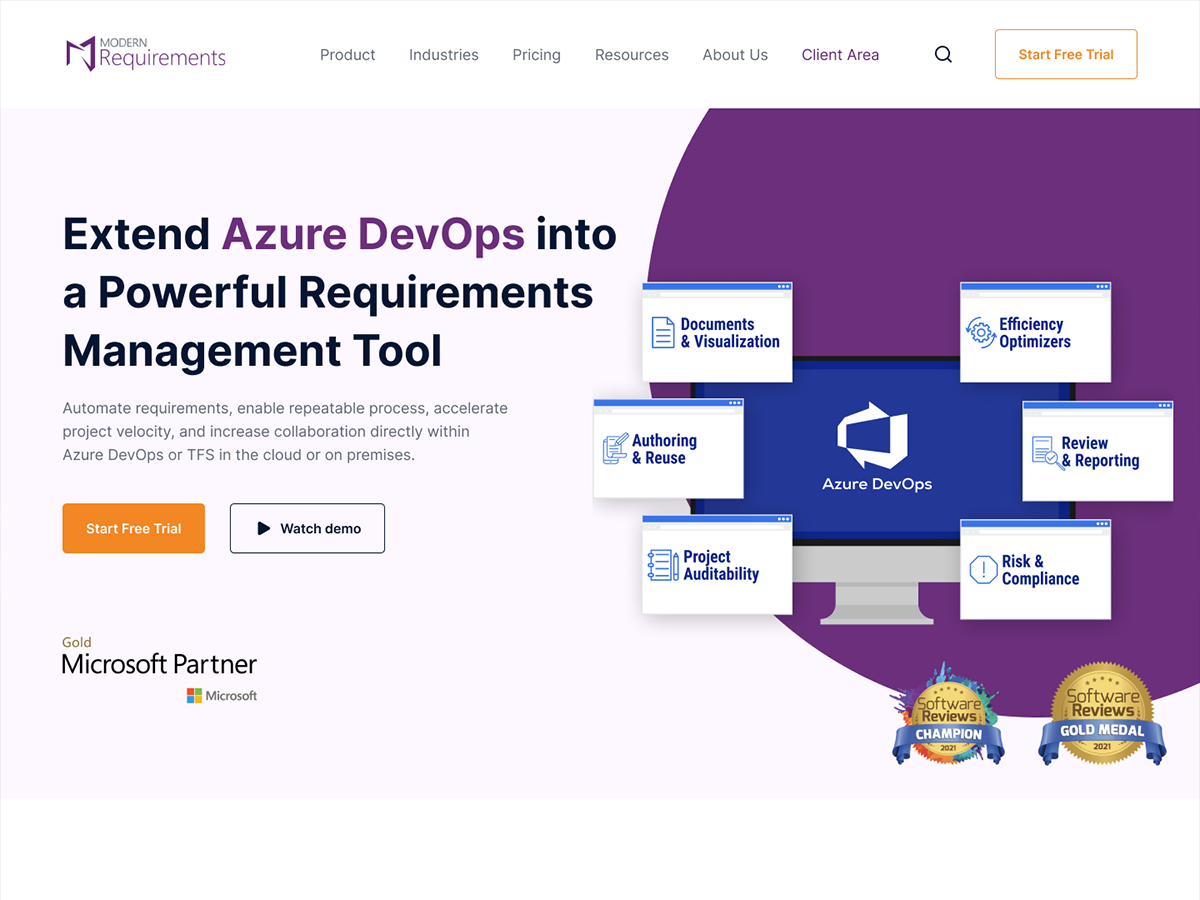 MODERN
Requirements
Product
Industries
Pricing
Resources
About Us
Client Area
Start Free Trial
Extend Azure DevOps into
a Powerful Requirements
Management Tool
Automate requirements, enable repeatable process, accelerate
project velocity, and increase collaboration directly within
Azure DevOps or TFS in the cloud or on premises.
Start Free Trial
Watch demo
Gold
Microsoft Partner
Microsoft
Documents
& Visualization
Efficiency
Optimizers
Authoring
& Reuse
Azure DevOps
Review
& Reporting
Project
Auditability
Risk &
Compliance
Software
Reviews
CHAMPION
2021
Software
Reviews
GOLD MEDAL
2021